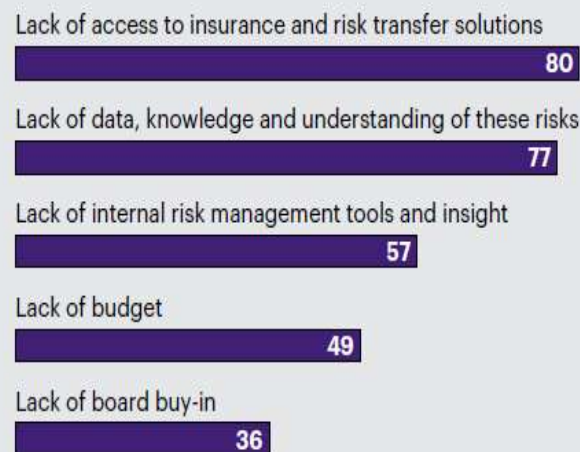 Lack of access to insurance and risk transfer solutions
80
Lack of data, knowledge and understanding of these risks
77
Lack of internal risk management tools and insight
57
Lack of budget
49
Lack of board buy-in
36